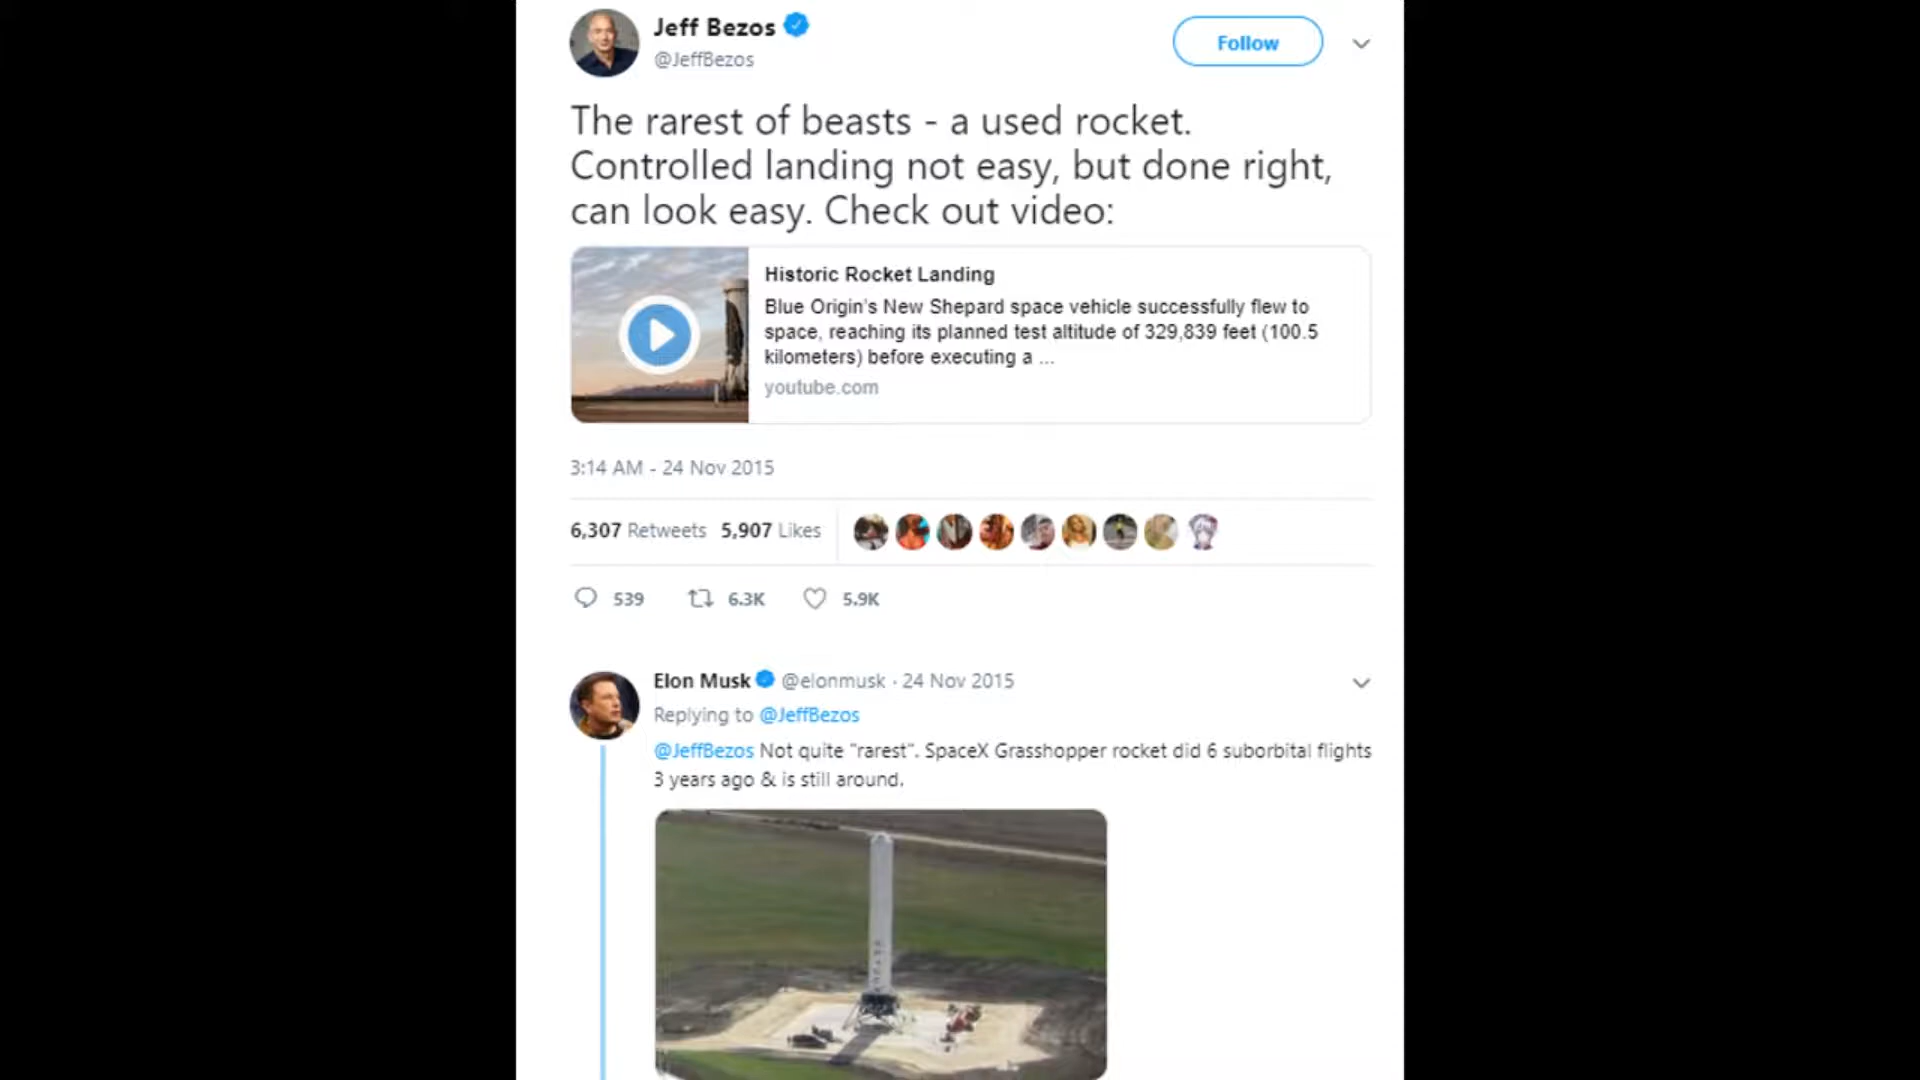 Jeff Bezos
@JeffBezos
Follow
The rarest of beasts - a used rocket.
Controlled landing not easy, but done right,
can look easy. Check out video:
Historic Rocket Landing
Blue Origin's New Shepard space vehicle successfully flew to
space, reaching its planned test altitude of 329,839 feet (100.5
kilometers) before executing a ...
youtube.com
3:14 AM - 24 Nov 2015
6,307 Retweets 5,907 Likes
539 6.3K 5.9K
Elon Musk @elonmusk · 24 Nov 2015
Replying to @JeffBezos
@JeffBezos Not quite "rarest". SpaceX Grasshopper rocket did 6 suborbital flights
3 years ago & is still around.